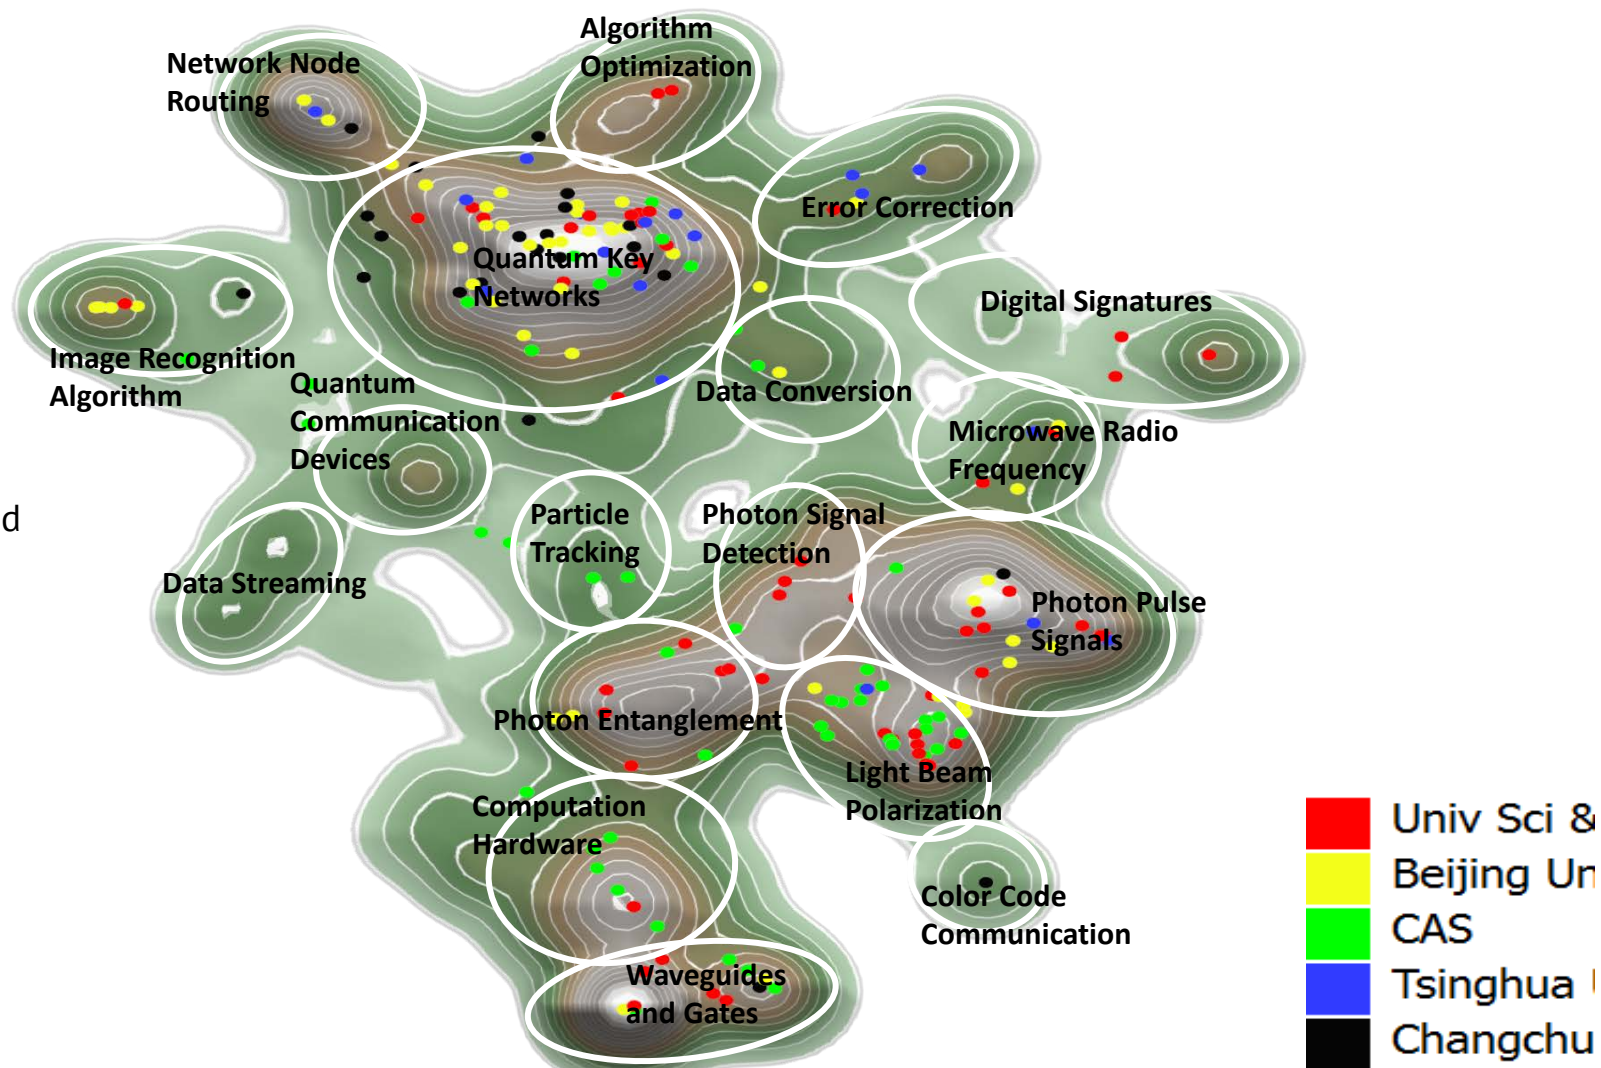 Algorithm
Optimization
Network Node
Routing
Error Correction
Quantum Key
Networks
Digital Signatures
Image Recognition
Algorithm
Quantum
Communication
Devices
Data Conversion
Microwave Radio
Frequency
d
Particle
Tracking
Photon Signal
Detection
Data Streaming
Photon Pulse
Signals
Photon Entanglement
Light Beam
Polarization
Computation
Hardware
Color Code
Communication
Waveguides
and Gates
Univ Sci &
Beijing Un
CAS
Tsinghua
Changchu